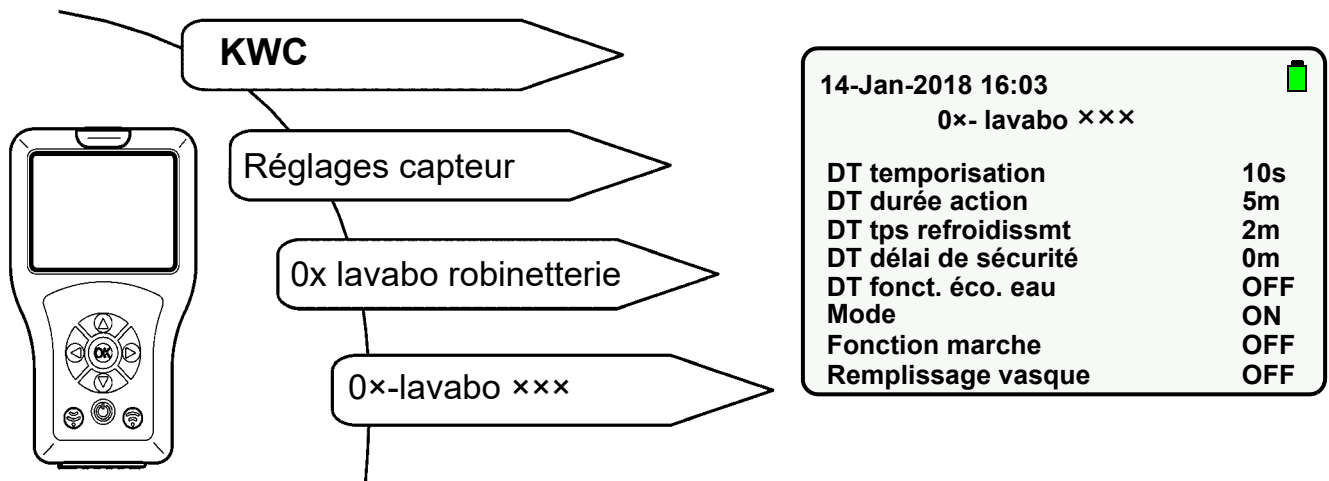 KWC
Réglages capteur
0x lavabo robinetterie
0×-lavabo ×××
OK
14-Jan-2018 16:03
0×- lavabo ×××
DT temporisation 10s
DT durée action 5m
DT tps refroidissmt 2m
DT délai de sécurité 0m
DT fonct. éco. eau OFF
Mode ON
Fonction marche OFF
Remplissage vasque OFF